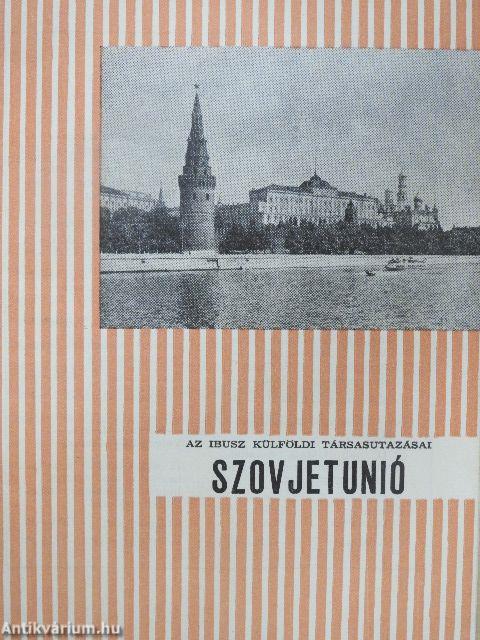 AZ IBUSZ KÜLFÖLDI TÁRSASUTAZÁSAI
SZOVJETUNIÓ
Antikvárium.hu